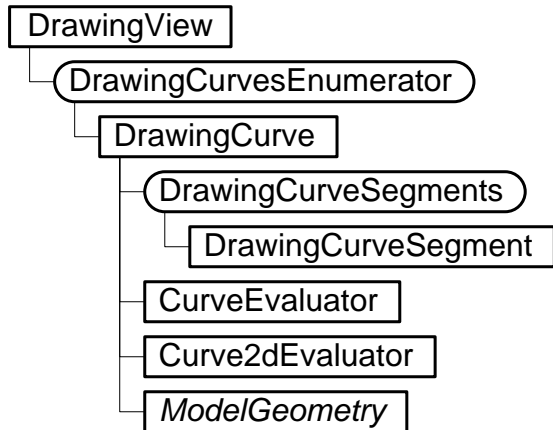 DrawingView
DrawingCurvesEnumerator
DrawingCurve
DrawingCurveSegments
DrawingCurveSegment
CurveEvaluator
Curve2dEvaluator
ModelGeometry